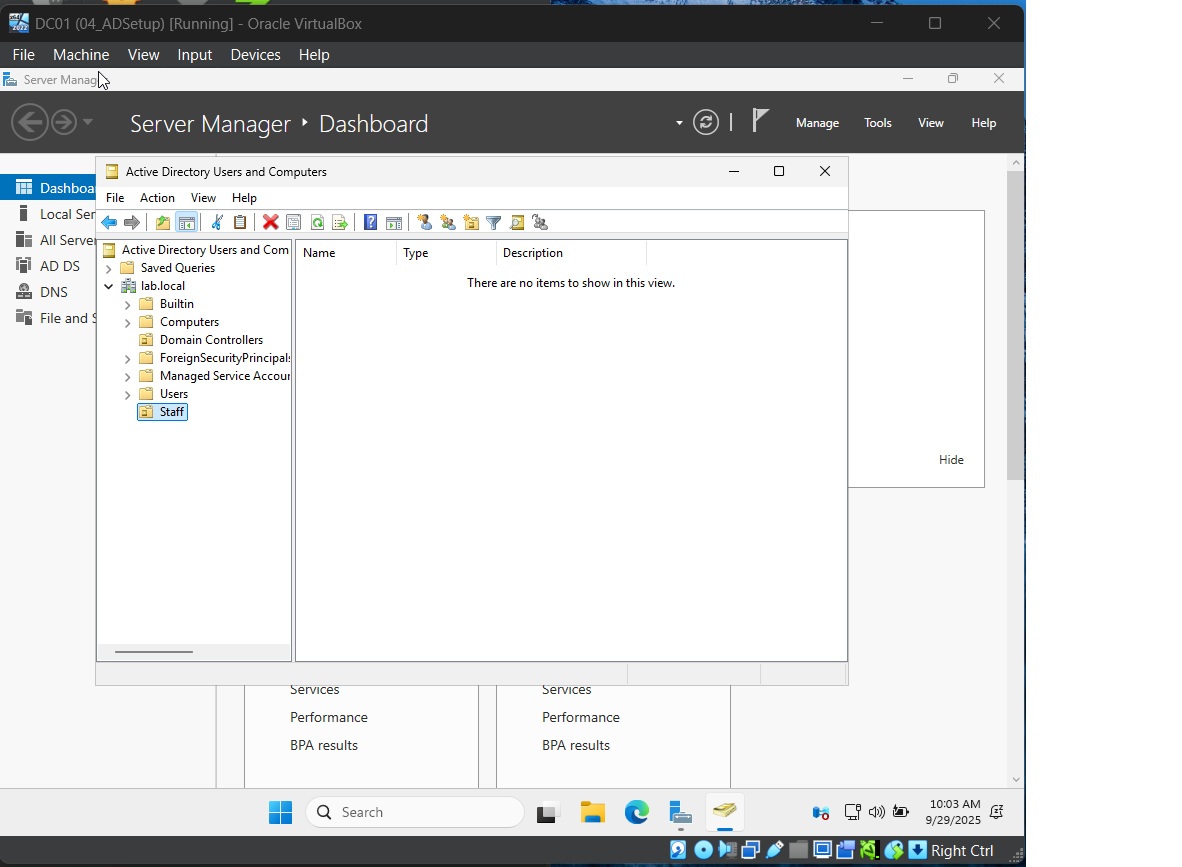 DC01 (04_ADSetup) [Running] - Oracle VirtualBox
File Machine View Input Devices Help
Server Manag
Server Manager Dashboard
Manage Tools View Help
Dashboa
Local Ser
All Server
AD DS
DNS
File and S
Active Directory Users and Computers
File Action View Help
Active Directory Users and Com
Saved Queries
lab.local
Builtin
Computers
Domain Controllers
ForeignSecurityPrincipals
Managed Service Accour
Users
Staff
Name Type Description
There are no items to show in this view.
Hide
Services
Performance
BPA results
Services
Performance
BPA results
Search
10:03 AM
9/29/2025
Right Ctrl